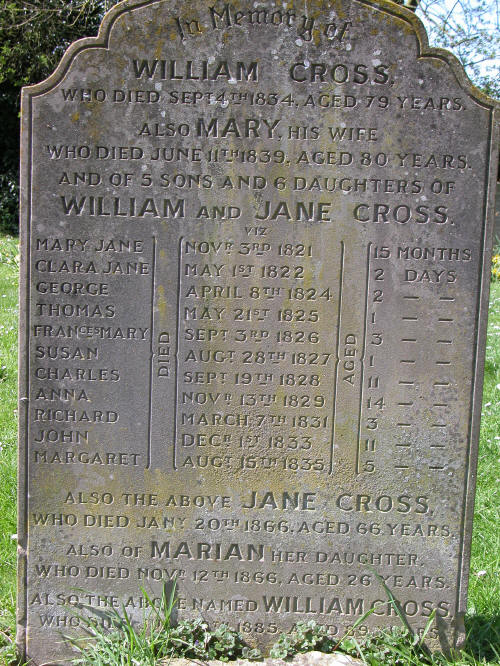 In Memory of
WILLIAM CROSS,
WHO DIED SEPT 4TH 1834, AGED 79 YEARS.
ALSO MARY, HIS WIFE
WHO DIED JUNE 11TH 1839, AGED 80 YEARS.
AND OF 5 SONS AND 6 DAUGHTERS OF
WILLIAM AND JANE CROSS.
VIZ
MARY JANE NOVR 3RD 1821 15 MONTHS
CLARA JANE MAY 1ST 1822 2 DAYS
GEORGE APRIL 8TH 1824 2 — —
THOMAS MAY 21ST 1825 1 — —
FRANCES MARY SEPT 3RD 1826 3 — —
SUSAN DIED AUGT 28TH 1827 AGED 1 — —
CHARLES SEPT 19TH 1828 11 — —
ANNA NOVR 13TH 1829 14 — —
RICHARD MARCH 7TH 1831 3 — —
JOHN DECR 1ST 1833 11 — —
MARGARET AUGT 15TH 1835 5 — —
ALSO THE ABOVE JANE CROSS,
WHO DIED JANY 20TH 1866, AGED 66 YEARS.
ALSO OF MARIAN HER DAUGHTER,
WHO DIED NOVR 12TH 1866, AGED 26 YEARS.
ALSO THE ABOVE NAMED WILLIAM CROSS,
WHO 1885, AGED 89